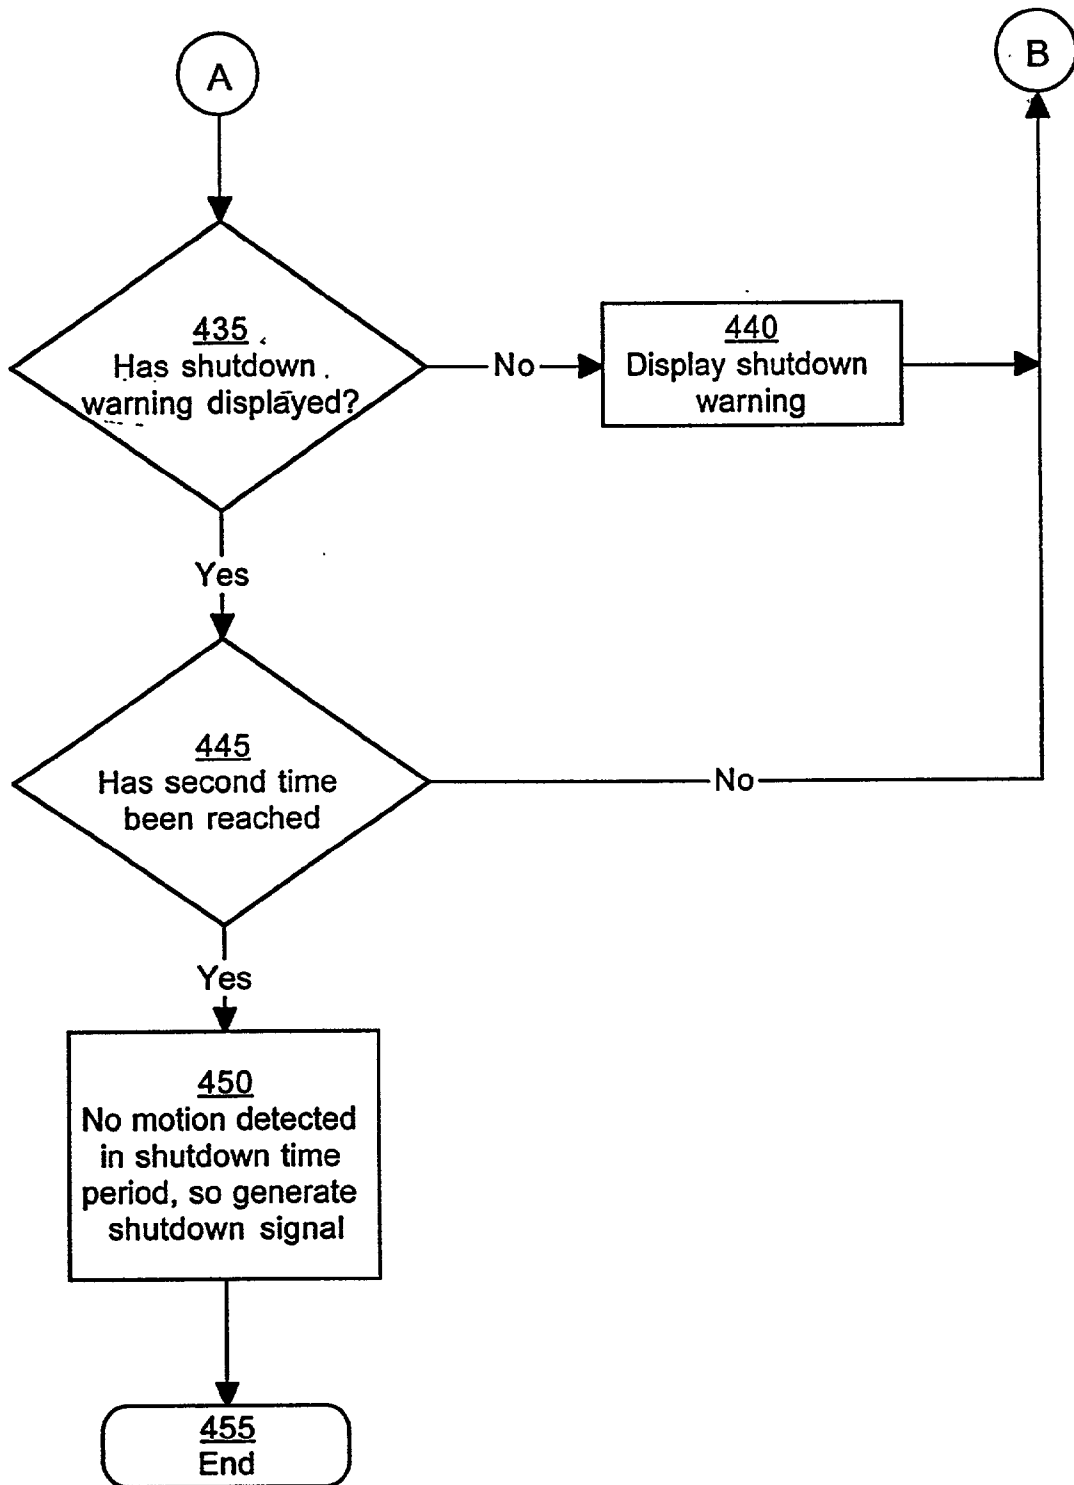 A
B
435
Has shutdown
warning displayed?
No
440
Display shutdown
warning
Yes
445
Has second time
been reached
No
Yes
450
No motion detected
in shutdown time
period, so generate
shutdown signal
455
End